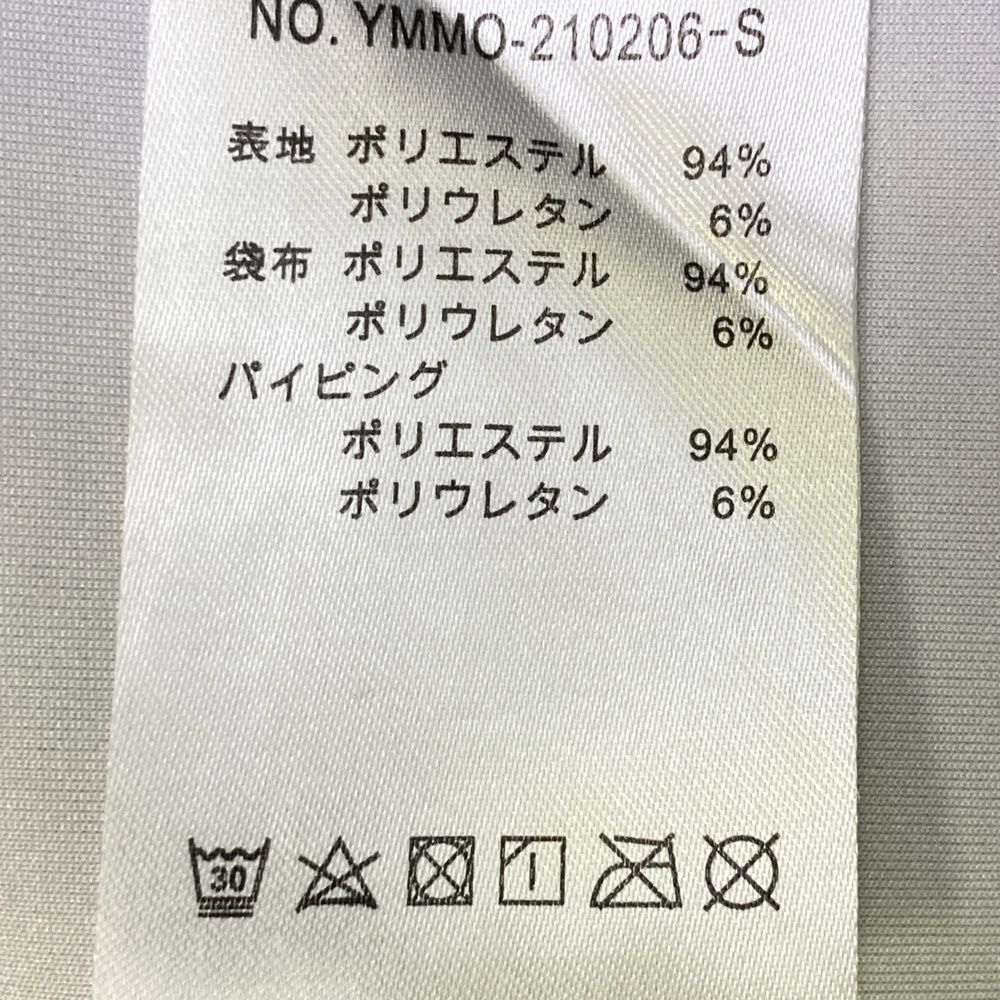 NO. YMMO-210206-S
表地 ポリエステル 94%
ポリウレタン 6%
袋布 ポリエステル 94%
ポリウレタン 6%
パイピング
ポリエステル 94%
ポリウレタン 6%
30